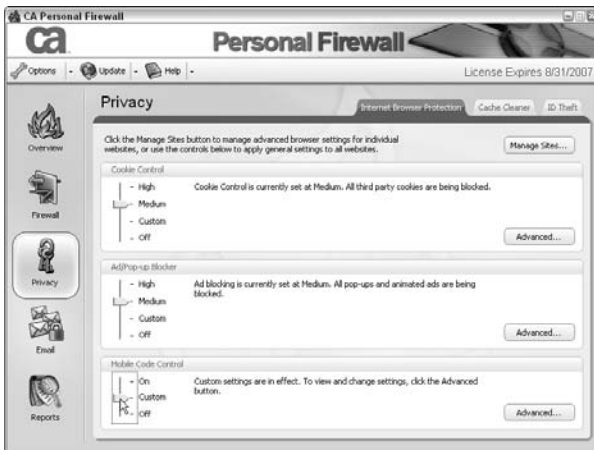 CA Personal Firewall
ca
Personal Firewall
Options
Update
Help
License Expires 8/31/2007
Overview
Firewall
Privacy
Email
Reports
Privacy
Internet Browser Protection
Cache Cleaner
ID Theft
Click the Manage Sites button to manage advanced browser settings for individual
websites, or use the controls below to apply general settings to all websites.
Manage Sites...
Cookie Control
High
Medium
Custom
Off
Cookie Control is currently set at Medium. All third party cookies are being blocked.
Advanced...
Ad/Pop-up Blocker
High
Medium
Custom
Off
Ad blocking is currently set at Medium. All pop-ups and animated ads are being
blocked.
Advanced...
Mobile Code Control
On
Custom
Off
Custom settings are in effect. To view and change settings, click the Advanced
button.
Advanced...